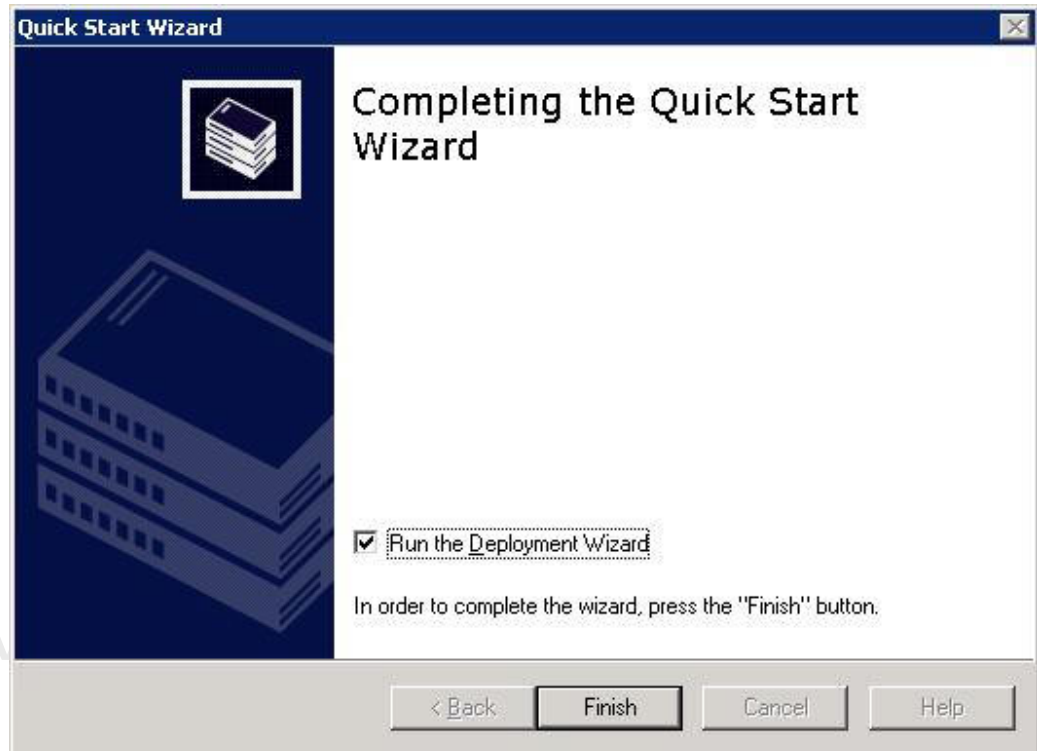 Quick Start Wizard
Completing the Quick Start
Wizard
Run the Deployment Wizard
In order to complete the wizard, press the "Finish" button.
< Back
Finish
Cancel
Help